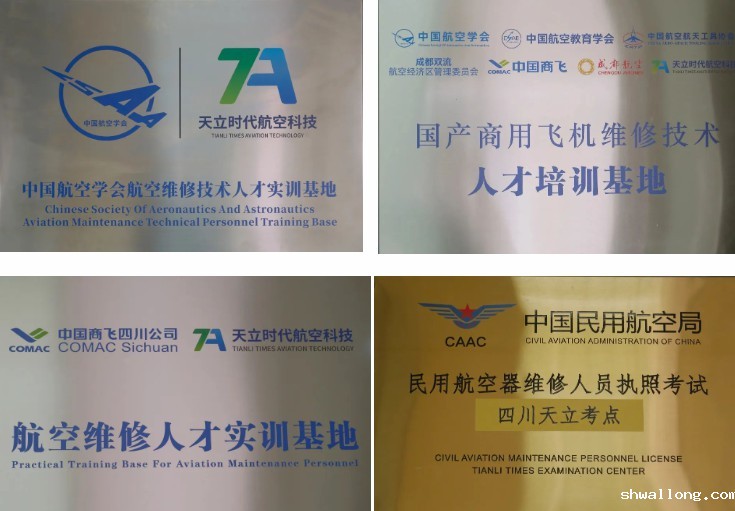 中国航空学会
天立时代航空科技
TIANLI TIMES AVIATION TECHNOLOGY
中国航空学会航空维修技术人才实训基地
Chinese Society Of Aeronautics And Astronautics
Aviation Maintenance Technical Personnel Training Base
中国航空学会 中国航空教育学会
成都双流
航空经济区管理委员会
COMAC 中国商飞 成都航空 天立时代航空科技
国产商用飞机维修技术
人才培训基地
COMAC 中国商飞四川公司
COMAC Sichuan
天立时代航空科技
TIANLI TIMES AVIATION TECHNOLOGY
航空维修人才实训基地
Practical Training Base For Aviation Maintenance Personnel
CAAC
中国民用航空局
CIVIL AVIATION ADMINISTRATION OF CHINA
民用航空器维修人员执照考试
四川天立考点
CIVIL AVIATION MAINTENANCE PERSONNEL LICENSE
TIANLI TIMES EXAMINATION CENTER
shwallong.com